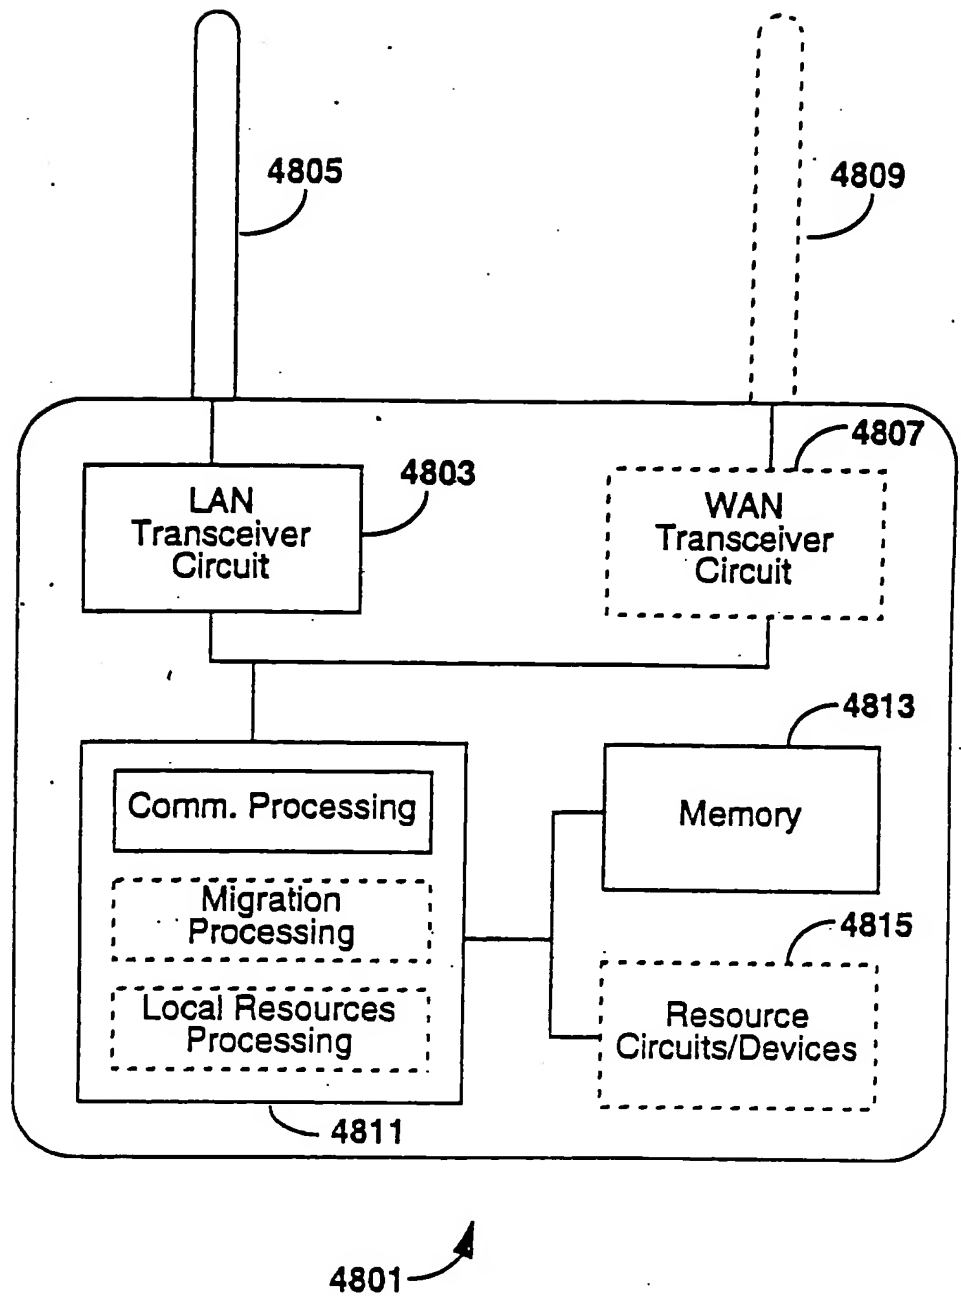 4805
4809
4807
4803
LAN
Transceiver
Circuit
WAN
Transceiver
Circuit
4813
Comm. Processing
Memory
Migration
Processing
4815
Local Resources
Processing
Resource
Circuits/Devices
4811
4801